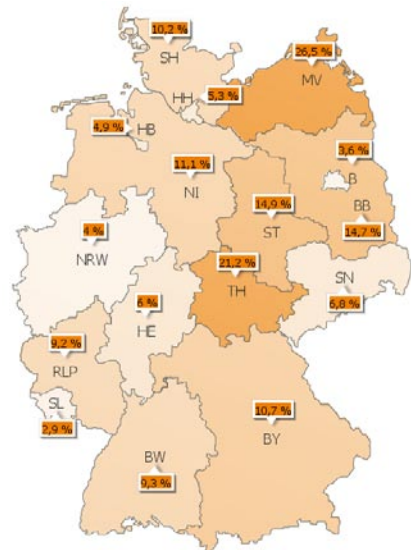 10,2 %
SH
26,5 %
MV
HH
5,3 %
4,9 %
HB
3,6 %
B
11,1 %
NI
BB
14,7 %
14,9 %
ST
4 %
NRW
21,2 %
TH
SN
6,8 %
6 %
HE
9,2 %
RLP
SL
2,9 %
10,7 %
BY
BW
9,3 %